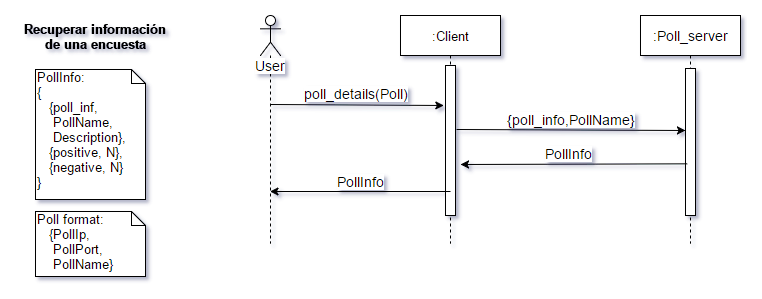 Recuperar información
de una encuesta
PollInfo:
{
{poll_inf,
PollName,
Description},
{positive, N},
{negative, N}
}
Poll format:
{PollIp,
PollPort,
PollName}
User
:Client
:Poll_server
poll_details(Poll)
{poll_info,PollName}
PollInfo
PollInfo